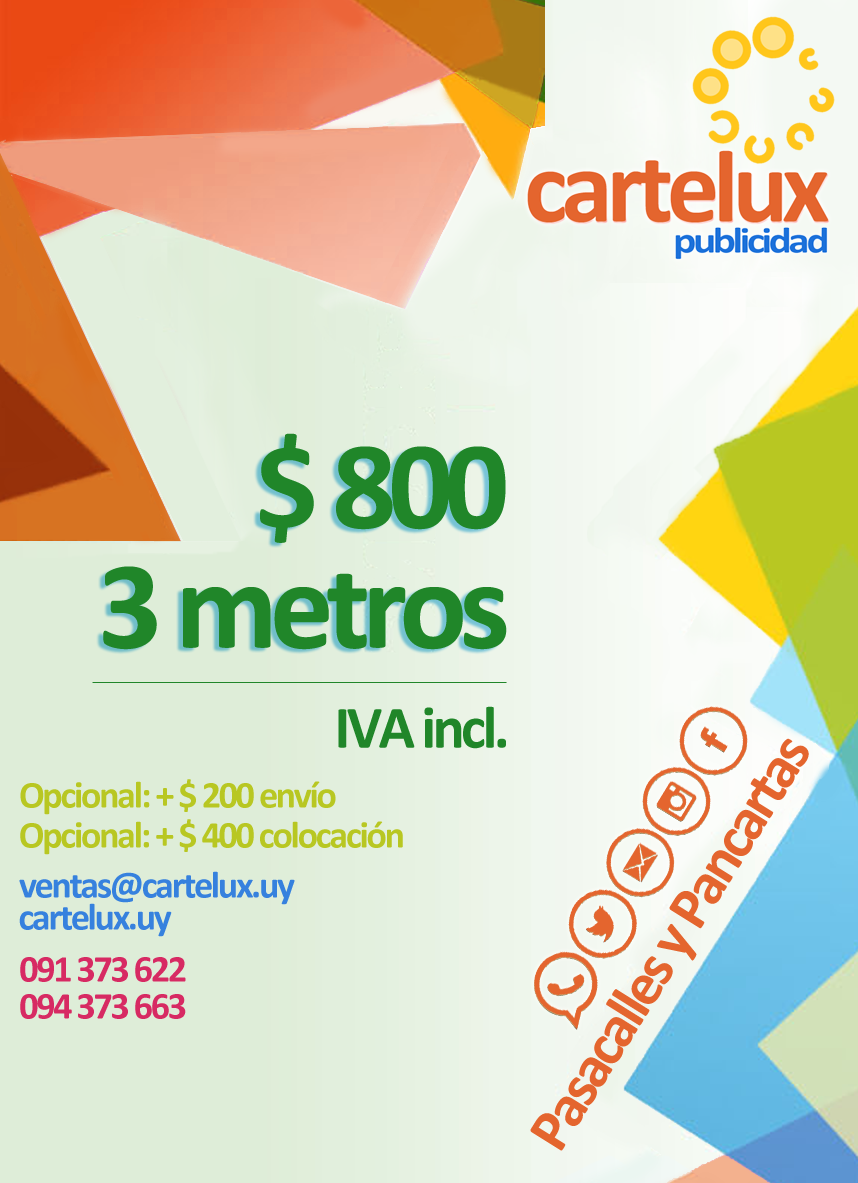 cartelux
publicidad
$ 800
3 metros
IVA incl.
Opcional: + $ 200 envío
Opcional: + $ 400 colocación
ventas@cartelux.uy
cartelux.uy
091 373 622
094 373 663
Pasacalles y Pancartas